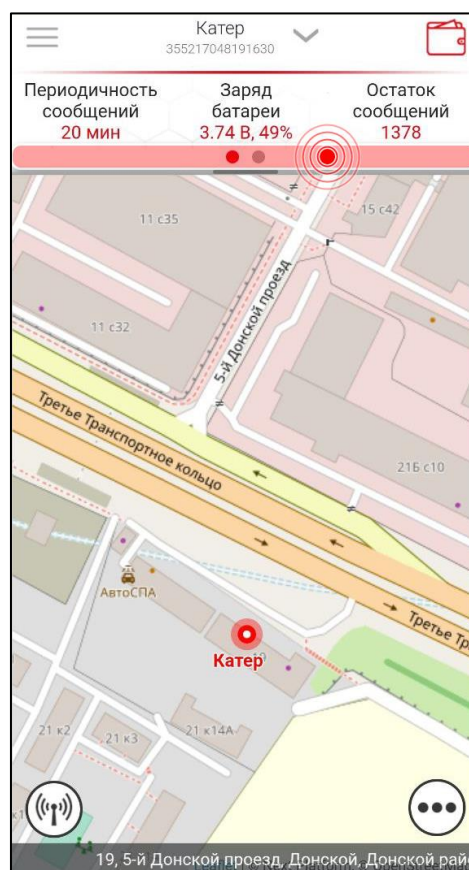 Катер
355217048191630
Периодичность
сообщений
20 мин
Заряд
батареи
3.74 В, 49%
Остаток
сообщений
1378
15 с42
11 с35
5-й Донской проезд
11 с32
Третье Транспортное кольцо
21Б с10
АвтоСПА
Третье Тр
19
Катер
21 к2
21 к3
21 к14А
19, 5-й Донской проезд, Донской, Донской райо